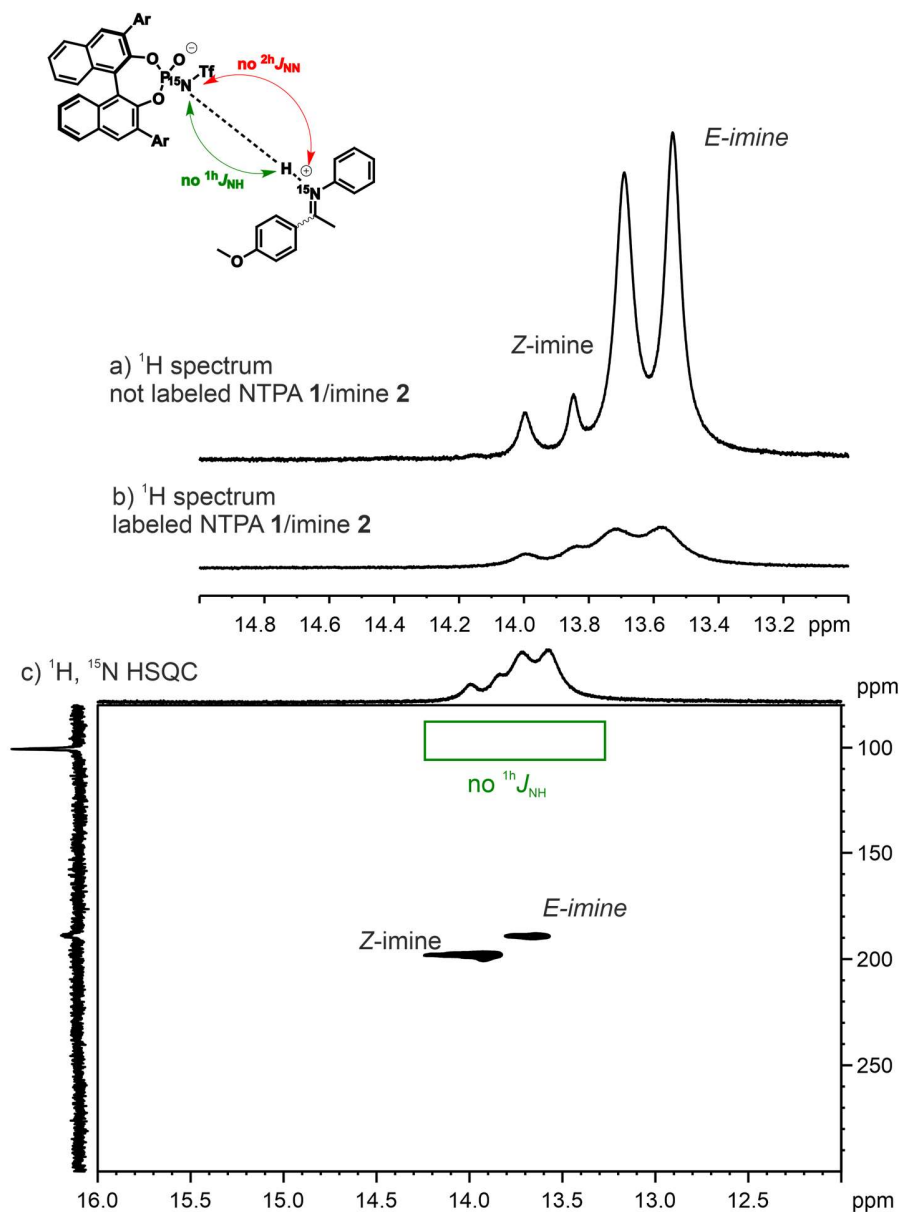 Ar
O
O
⊖
P
15N
Tf
O
Ar
no 2hJNN
no 1hJNH
H
⊕
15N
O
E-imine
Z-imine
a) 1H spectrum
not labeled NTPA 1/imine 2
b) 1H spectrum
labeled NTPA 1/imine 2
14.8 14.6 14.4 14.2 14.0 13.8 13.6 13.4 13.2 ppm
c) 1H, 15N HSQC
ppm
100
no 1hJNH
150
E-imine
Z-imine
200
250
16.0 15.5 15.0 14.5 14.0 13.5 13.0 12.5 ppm